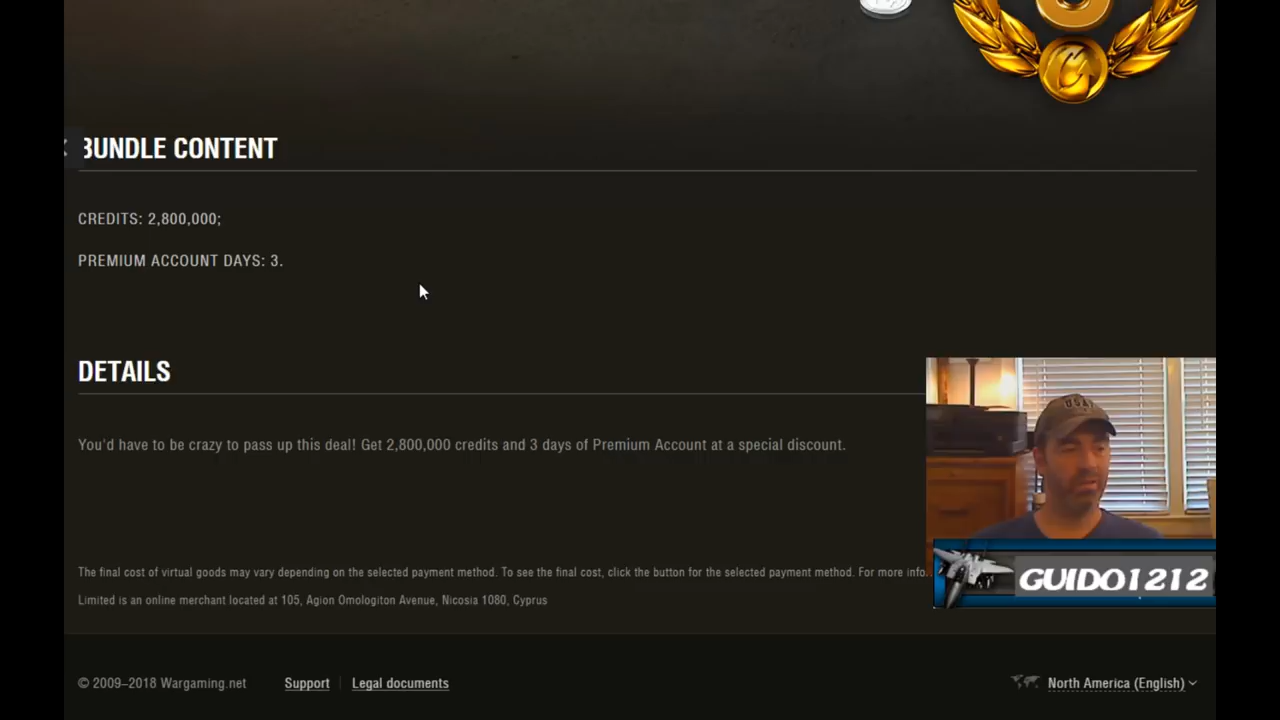 BUNDLE CONTENT
CREDITS: 2,800,000;
PREMIUM ACCOUNT DAYS: 3.
DETAILS
You'd have to be crazy to pass up this deal! Get 2,800,000 credits and 3 days of Premium Account at a special discount.
USA
The final cost of virtual goods may vary depending on the selected payment method. To see the final cost, click the button for the selected payment method. For more info.
Limited is an online merchant located at 105, Agion Omologiton Avenue, Nicosia 1080, Cyprus
GUIDO1212
© 2009–2018 Wargaming.net
Support
Legal documents
North America (English)